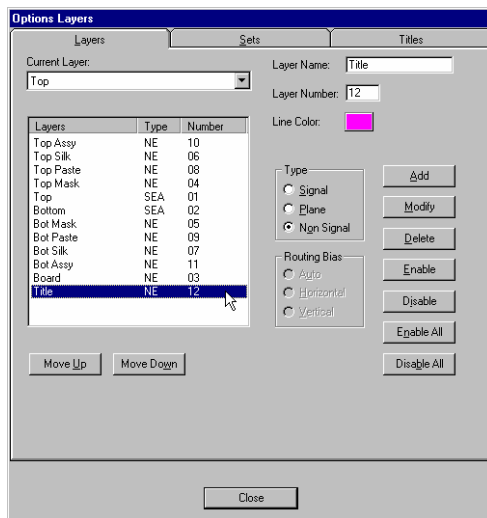 Options Layers
Layers Sets Titles
Current Layer:
Top
Layer Name: Title
Layer Number: 12
Line Color:
Layers Type Number
Top Assy NE 10
Top Silk NE 06
Top Paste NE 08
Top Mask NE 04
Top SEA 01
Bottom SEA 02
Bot Mask NE 05
Bot Paste NE 09
Bot Silk NE 07
Bot Assy NE 11
Board NE 03
Title NE 12
Type
Signal
Plane
Non Signal
Routing Bias
Auto
Horizontal
Vertical
Add
Modify
Delete
Enable
Disable
Enable All
Disable All
Move Up Move Down
Close